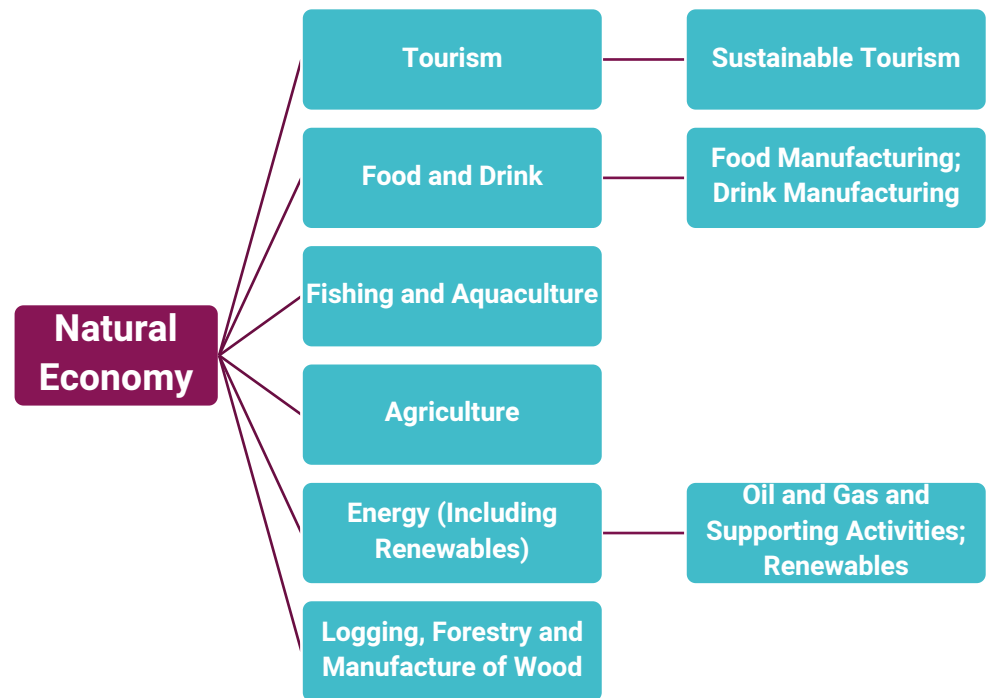 Natural
Economy
Tourism
Sustainable Tourism
Food and Drink
Food Manufacturing;
Drink Manufacturing
Fishing and Aquaculture
Agriculture
Energy (Including
Renewables)
Oil and Gas and
Supporting Activities;
Renewables
Logging, Forestry and
Manufacture of Wood